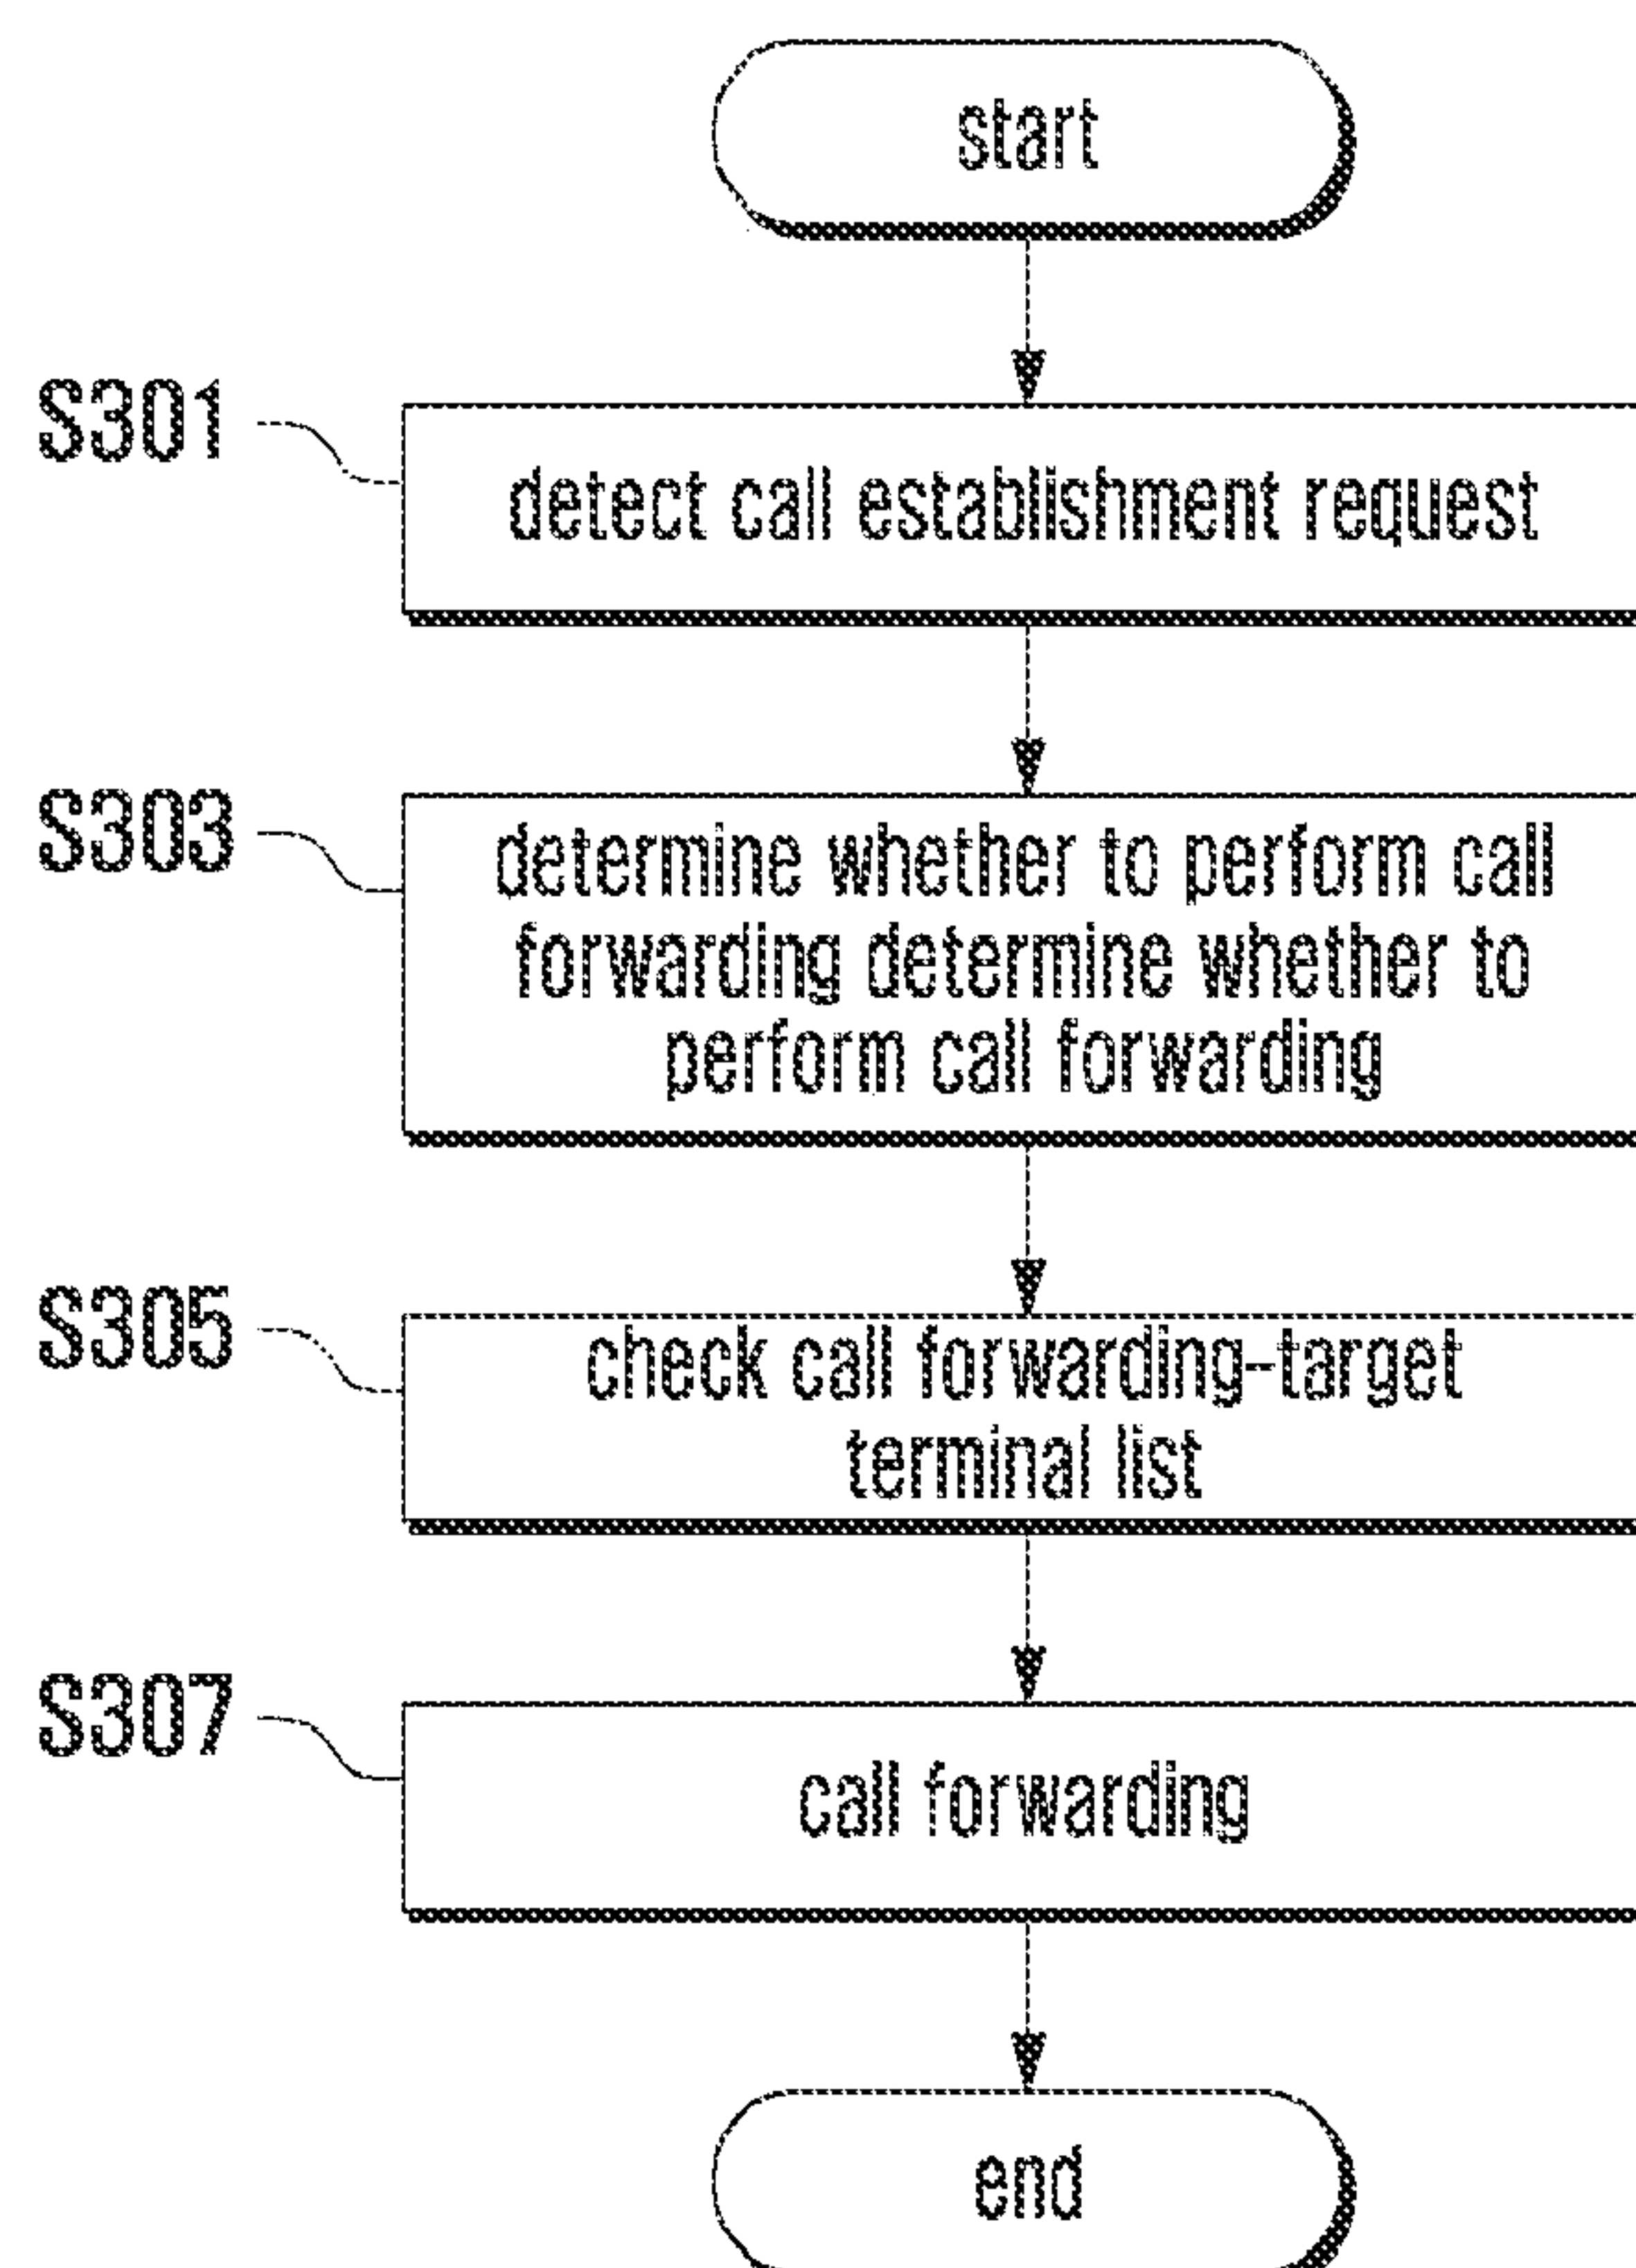 start
S301
detect call establishment request
S303
determine whether to perform call
forwarding determine whether to
perform call forwarding
S305
check call forwarding-target
terminal list
S307
call forwarding
end